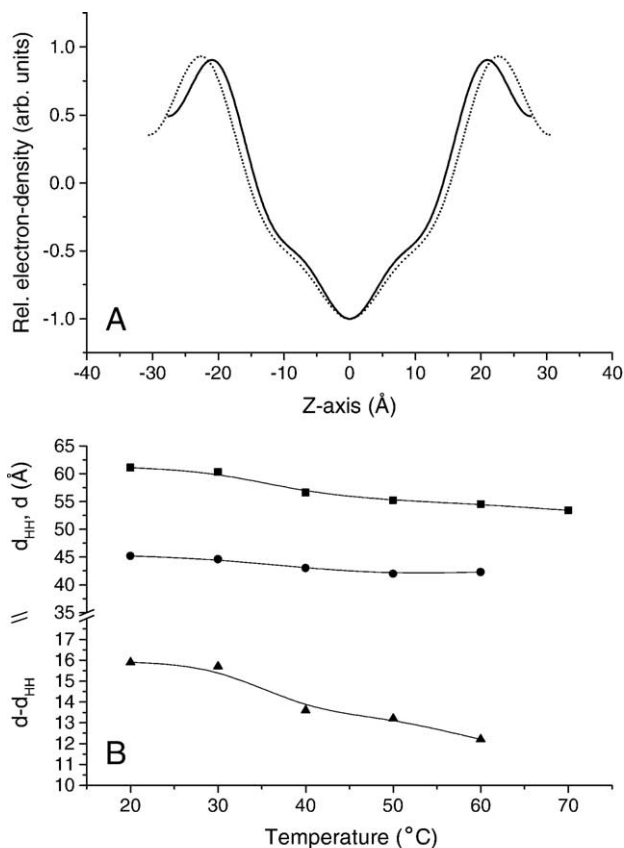 Rel. electron-density (arb. units)
1.0
0.5
0.0
-0.5
-1.0
A
-40 -30 -20 -10 0 10 20 30 40
Z-axis (Å)
d_HH, d (Å)
65
60
55
50
45
40
35
d-d_HH
17
16
15
14
13
12
11
10
B
20 30 40 50 60 70
Temperature (°C)